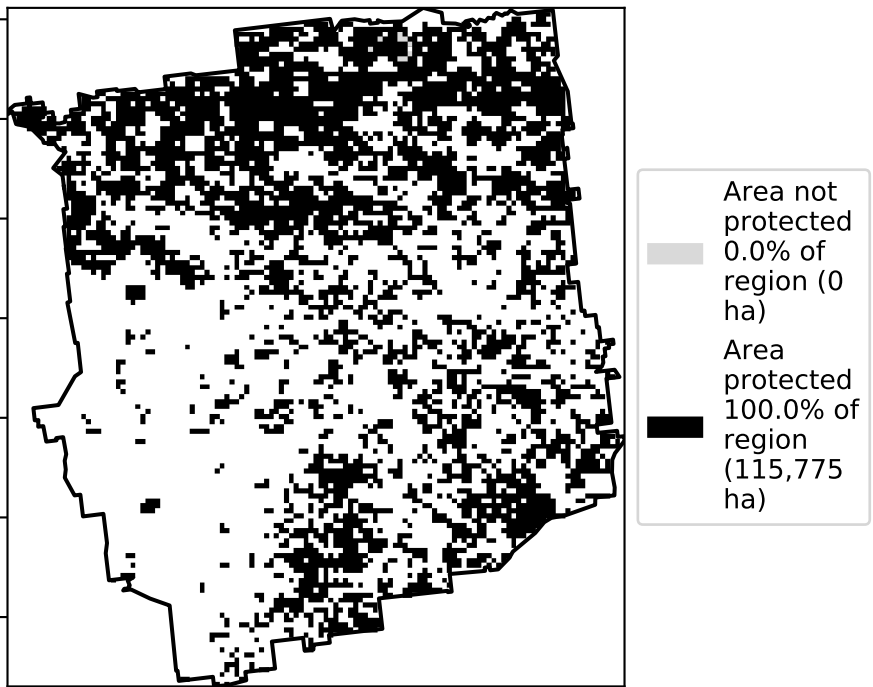 Area not
protected
0.0% of
region (0
ha)
Area
protected
100.0% of
region
(115,775
ha)